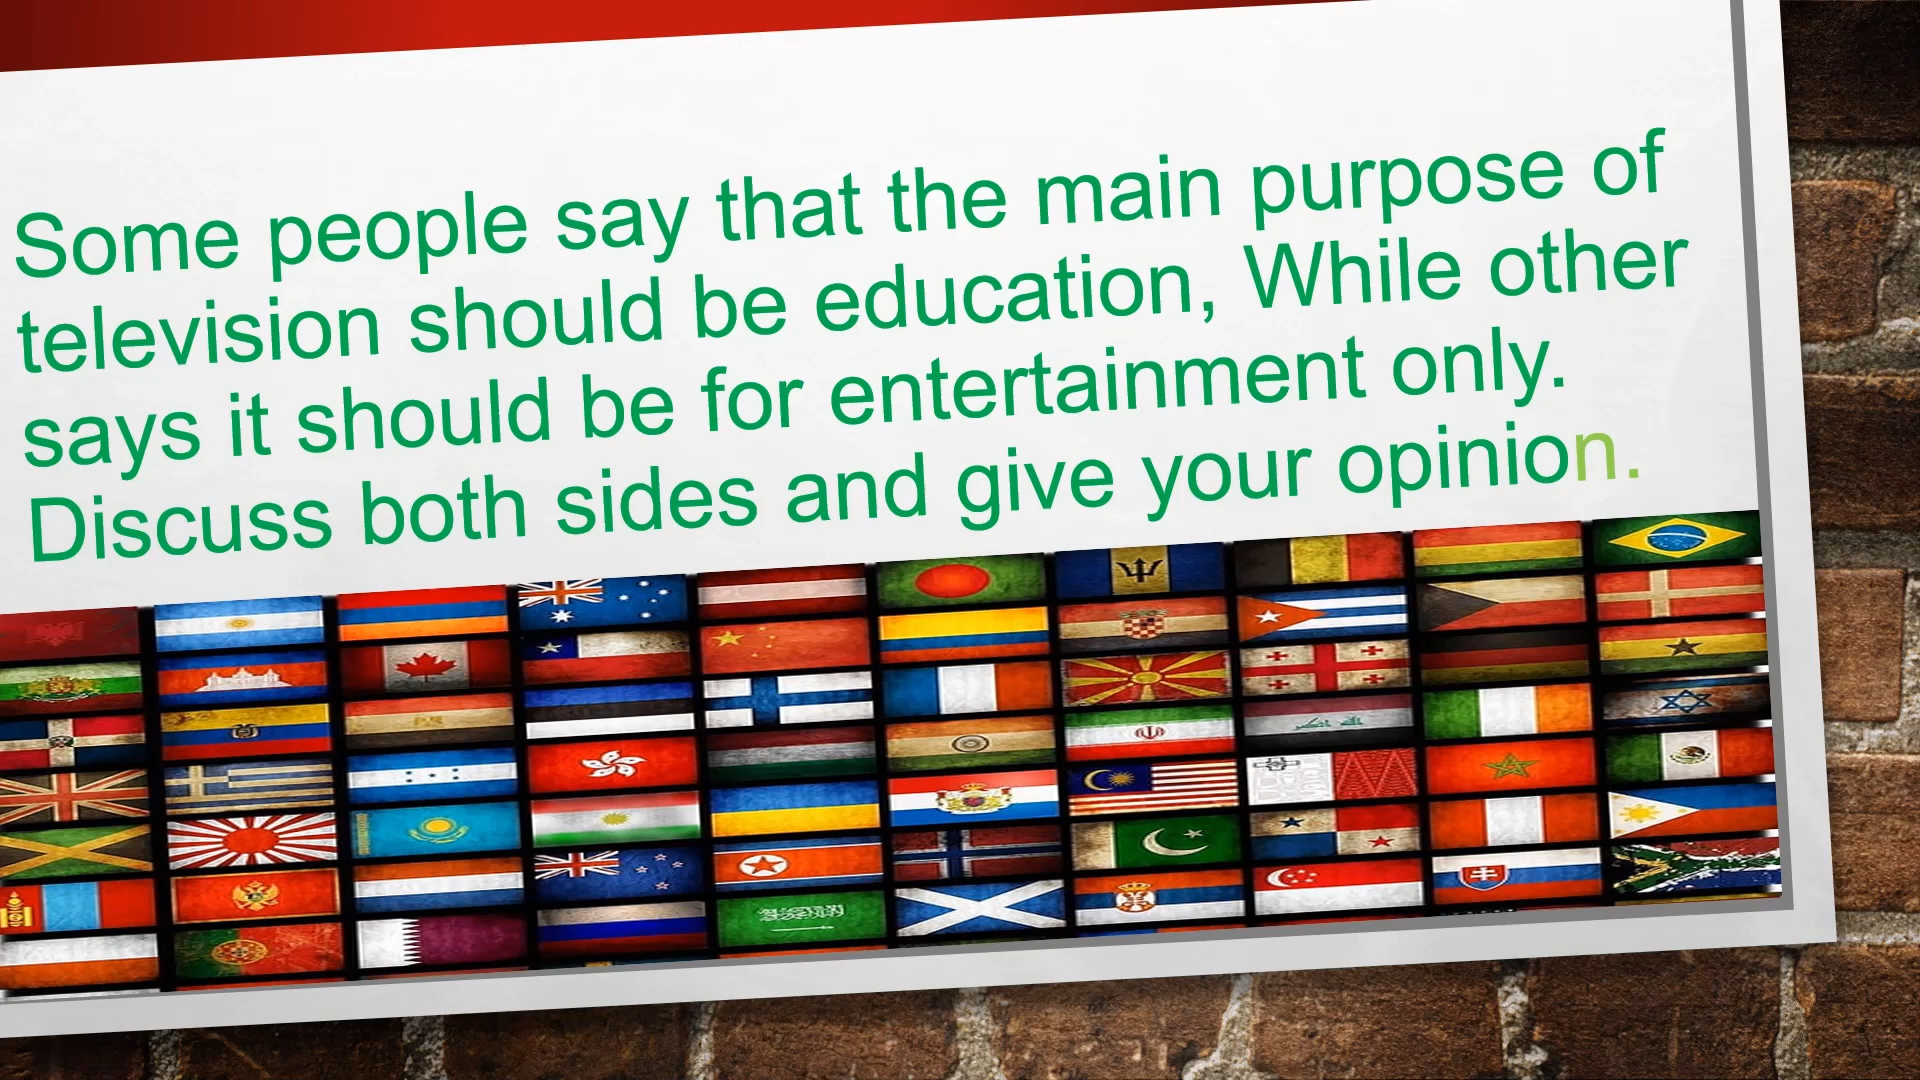 Some people say that the main purpose of
television should be education, While other
says it should be for entertainment only.
Discuss both sides and give your opinion.